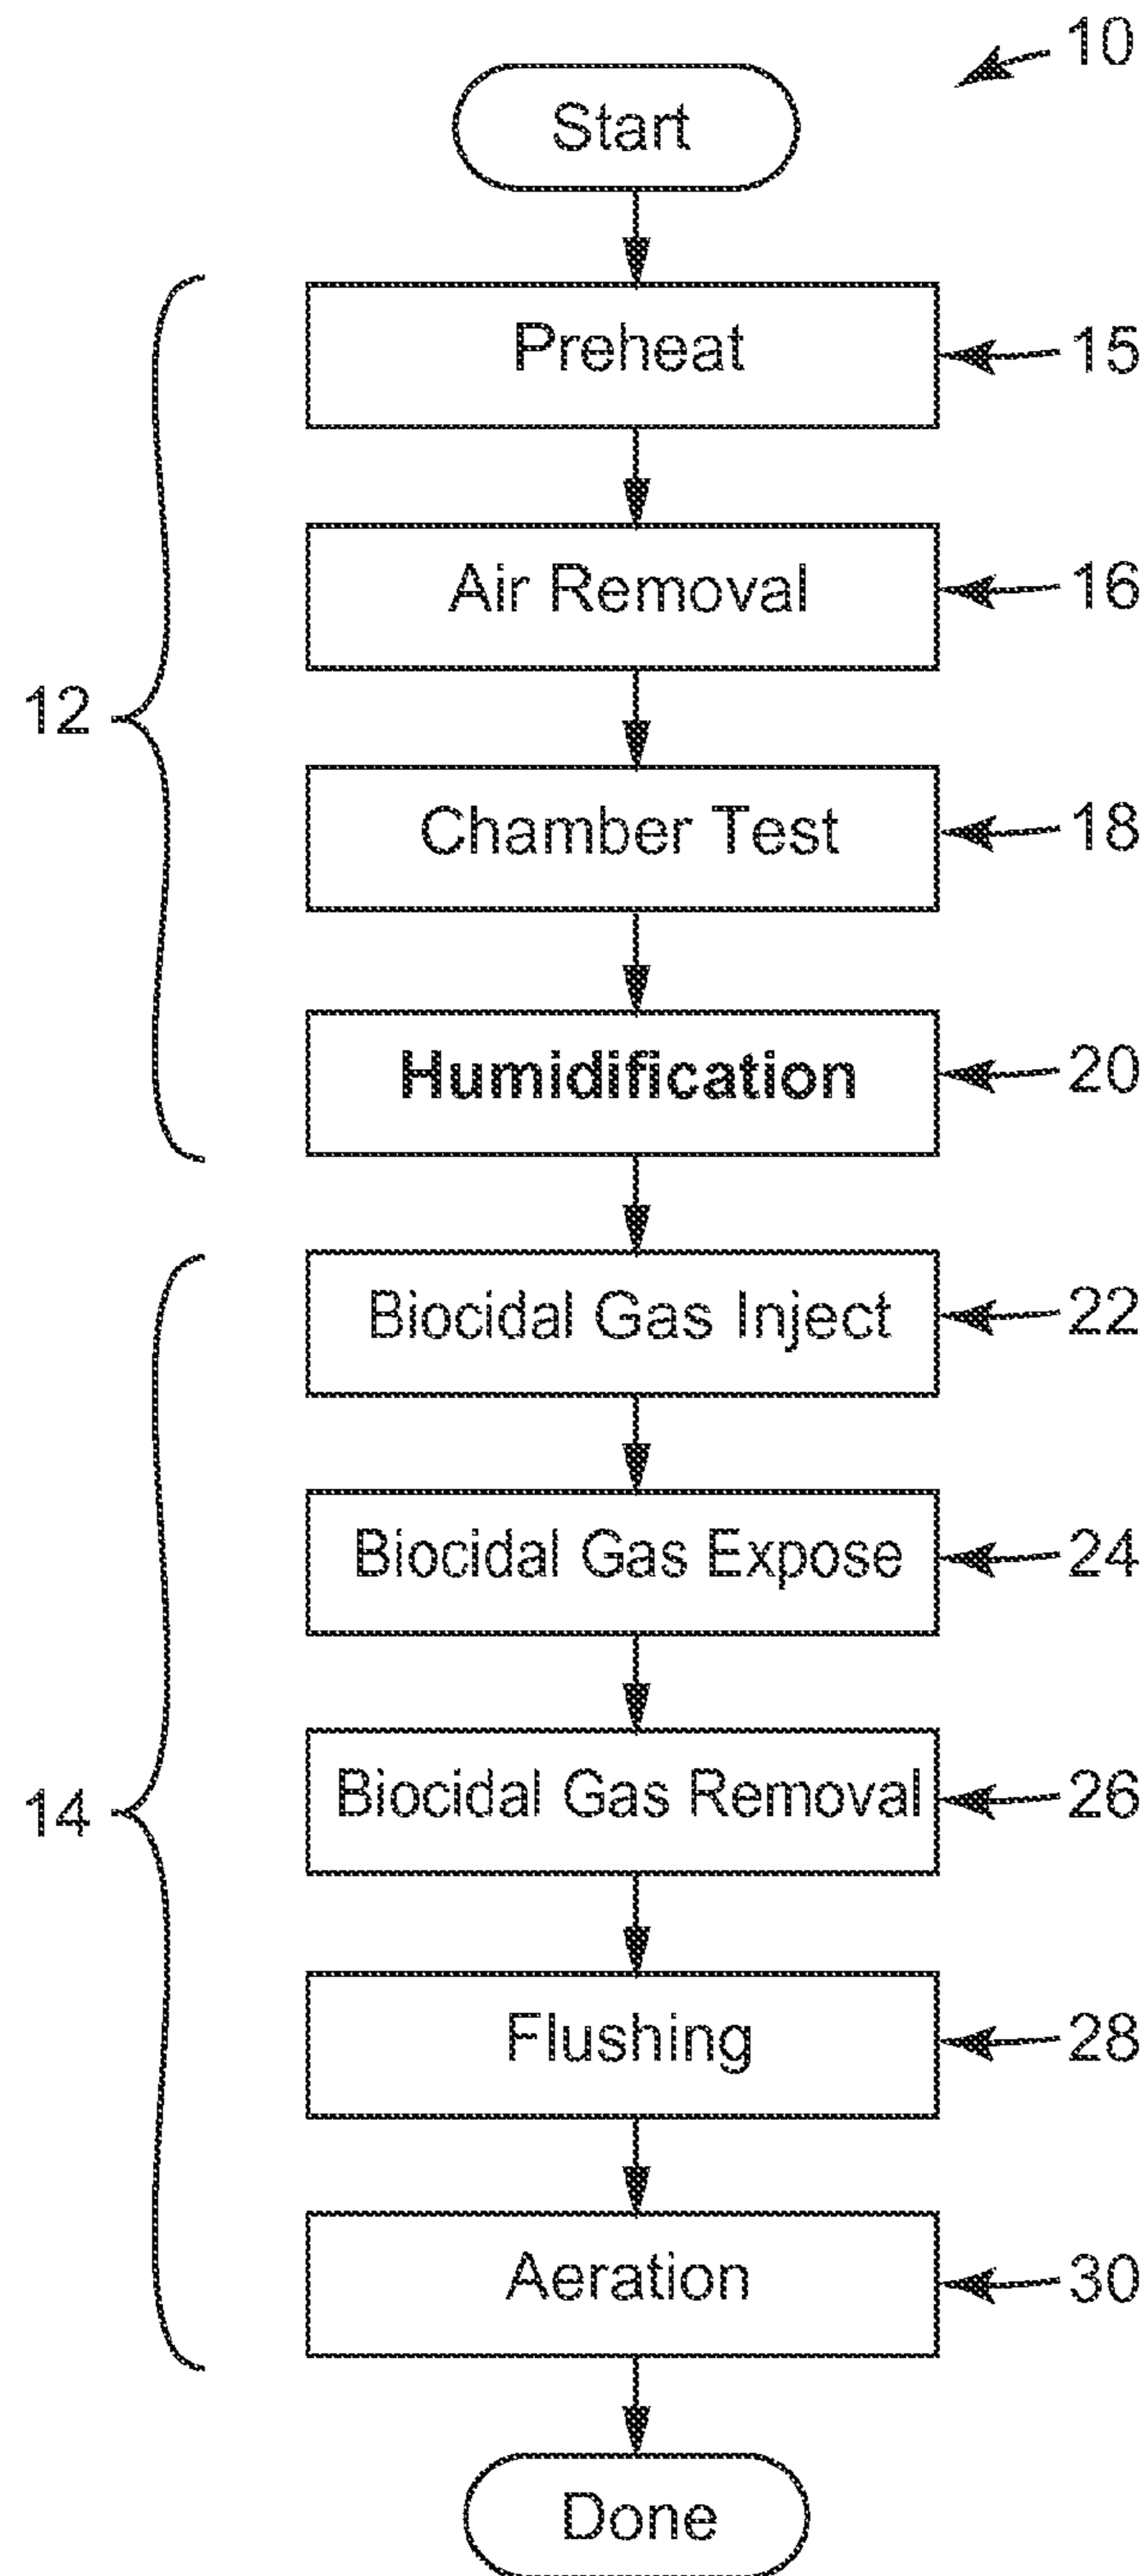 10
Start
Preheat
15
Air Removal
16
12
Chamber Test
18
Humidification
20
Biocidal Gas Inject
22
Biocidal Gas Expose
24
Biocidal Gas Removal
26
14
Flushing
28
Aeration
30
Done